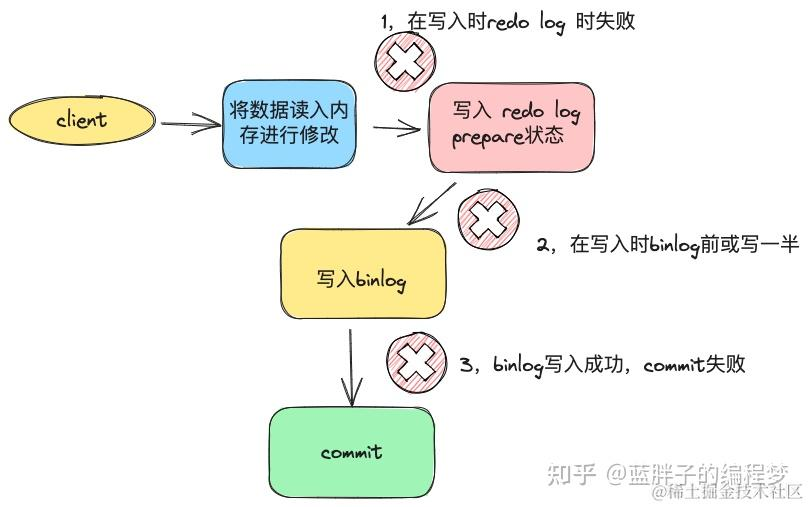 1，在写入时redo log 时失败
client
将数据读入内
存进行修改
写入 redo log
prepare状态
2，在写入时binlog前或写一半
写入binlog
3，binlog写入成功，commit失败
commit
知乎 @蓝胖子的编程梦
@稀土掘金技术社区